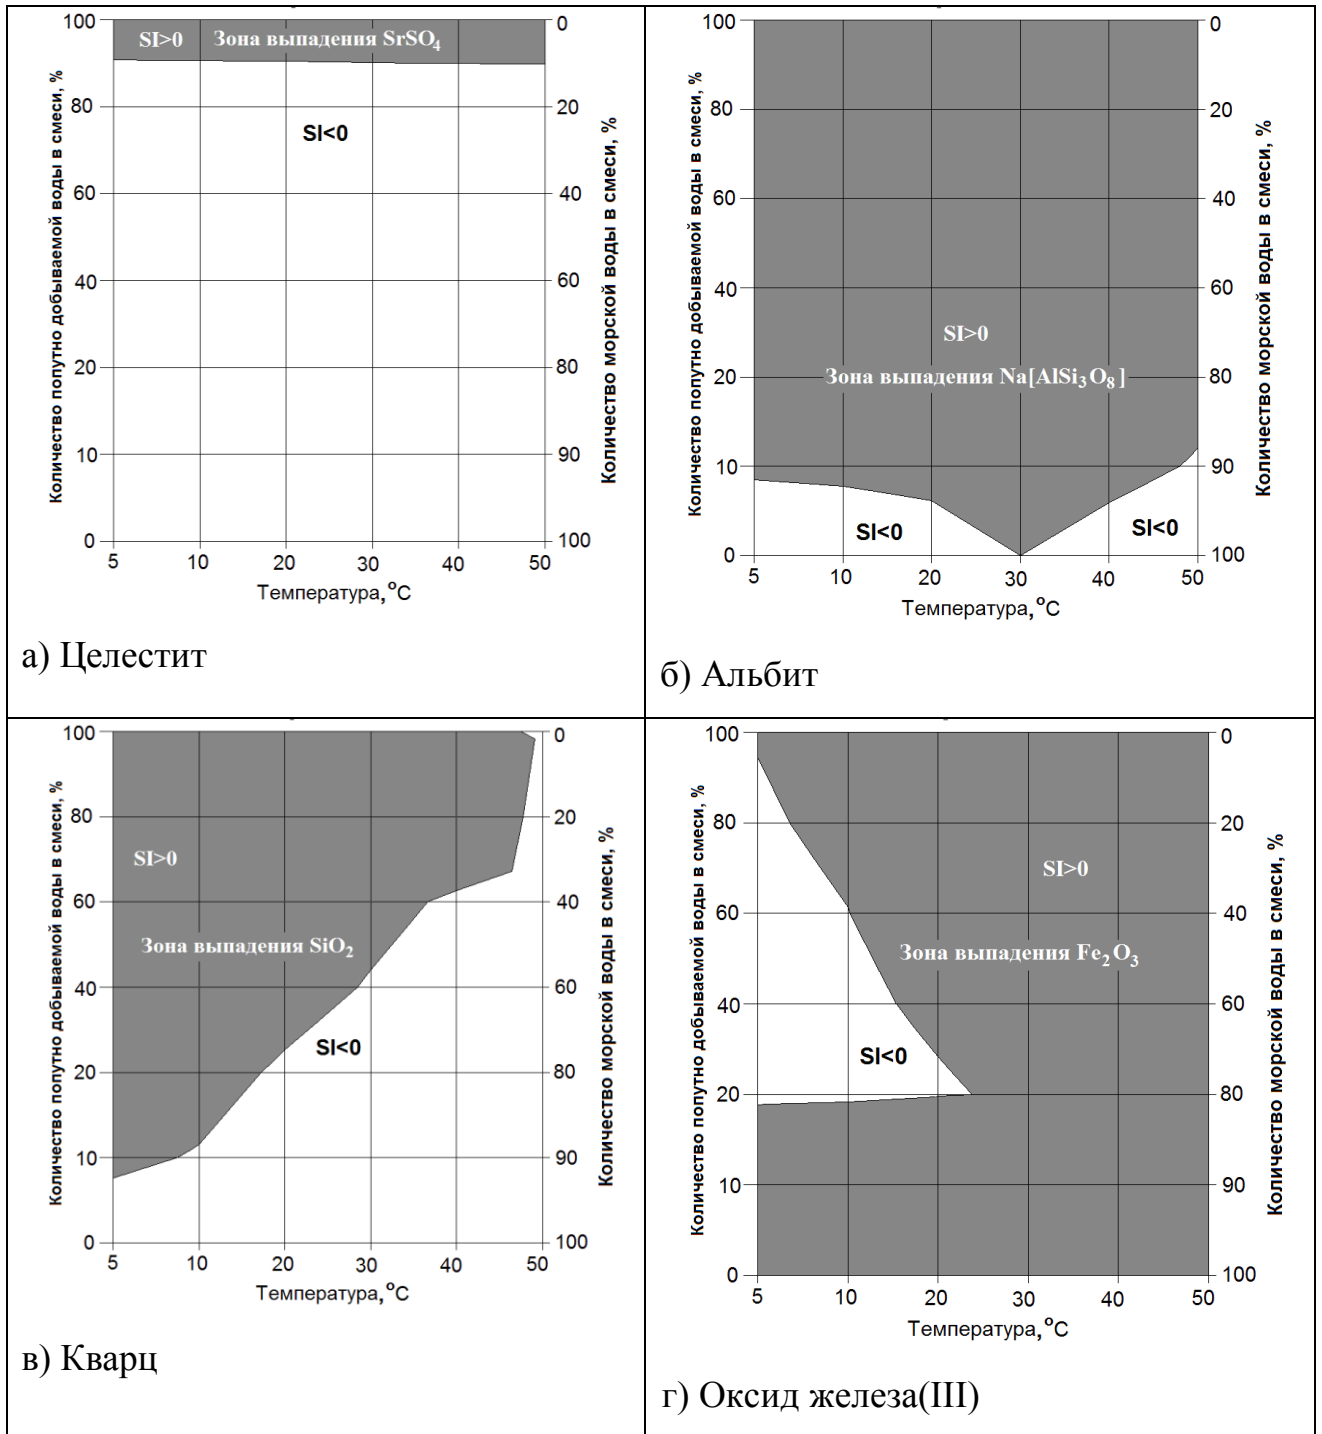 Количество попутно добываемой воды в смеси, %
100
80
60
40
20
10
0
SI>0 Зона выпадения SrSO4
SI<0
0
20
40
60
80
90
100
Количество морской воды в смеси, %
5 10 20 30 40 50
Температура,°С
а) Целестит
Количество попутно добываемой воды в смеси, %
100
80
60
40
20
10
0
SI>0
Зона выпадения Na[AlSi3O8]
SI<0
SI<0
0
20
40
60
80
90
100
Количество морской воды в смеси, %
5 10 20 30 40 50
Температура,°С
б) Альбит
Количество попутно добываемой воды в смеси, %
100
80
60
40
20
10
0
SI>0
Зона выпадения SiO2
SI<0
0
20
40
60
80
90
100
Количество морской воды в смеси, %
5 10 20 30 40 50
Температура,°С
в) Кварц
Количество попутно добываемой воды в смеси, %
100
80
60
40
20
10
0
SI>0
Зона выпадения Fe2O3
SI<0
0
20
40
60
80
90
100
Количество морской воды в смеси, %
5 10 20 30 40 50
Температура,°С
г) Оксид железа(III)